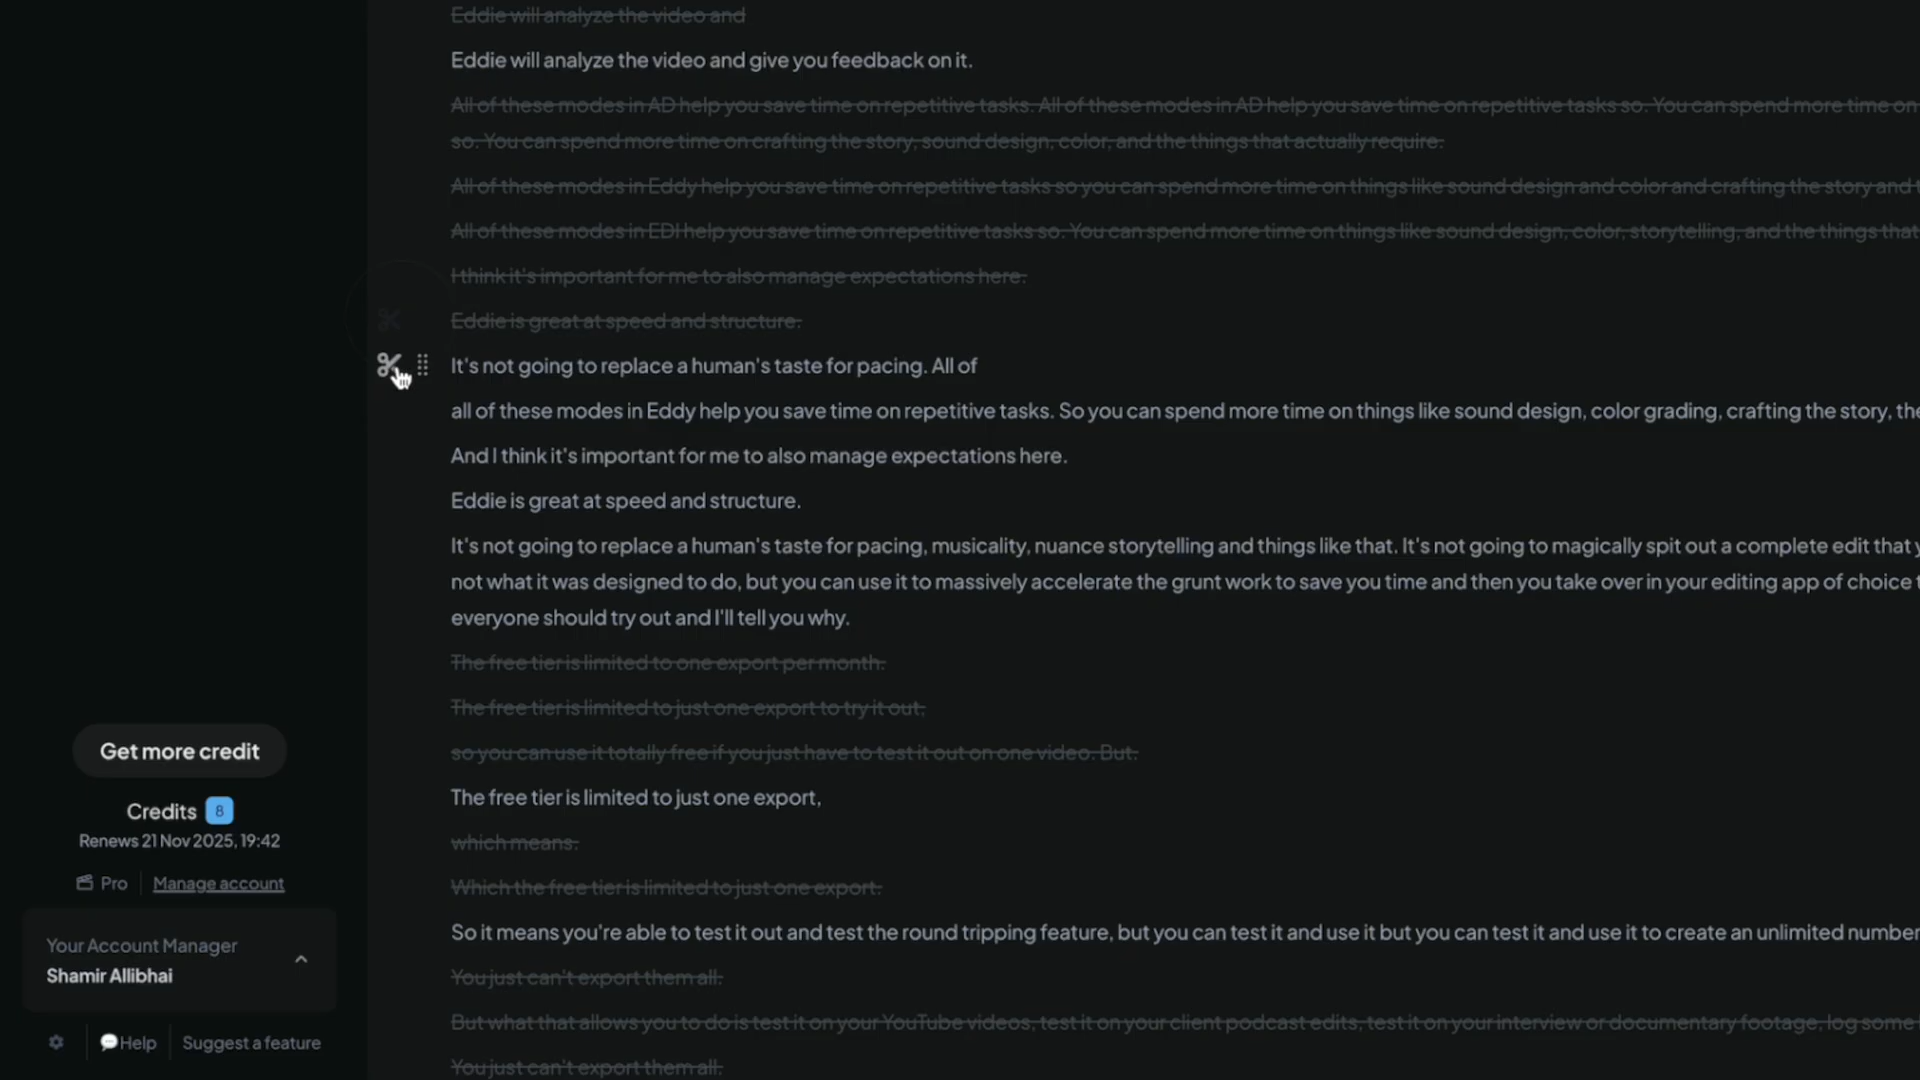 Eddie will analyze the video and
Eddie will analyze the video and give you feedback on it.
All of these modes in AD help you save time on repetitive tasks. All of these modes in AD help you save time on repetitive tasks so. You can spend more time on
so. You can spend more time on crafting the story, sound design, color, and the things that actually require.
All of these modes in Eddy help you save time on repetitive tasks so you can spend more time on things like sound design and color and crafting the story and
All of these modes in EDI help you save time on repetitive tasks so. You can spend more time on things like sound design, color, storytelling, and the things that
I think it's important for me to also manage expectations here.
Eddie is great at speed and structure.
It's not going to replace a human's taste for pacing. All of
all of these modes in Eddy help you save time on repetitive tasks. So you can spend more time on things like sound design, color grading, crafting the story,
And I think it's important for me to also manage expectations here.
Eddie is great at speed and structure.
It's not going to replace a human's taste for pacing, musicality, nuance storytelling and things like that. It's not going to magically spit out a complete edit that
not what it was designed to do, but you can use it to massively accelerate the grunt work to save you time and then you take over in your editing app of choice
everyone should try out and I'll tell you why.
The free tier is limited to one export per month.
The free tier is limited to just one export to try it out,
so you can use it totally free if you just have to test it out on one video. But.
The free tier is limited to just one export,
which means.
Which the free tier is limited to just one export.
So it means you're able to test it out and test the round tripping feature, but you can test it and use it but you can test it and use it to create an unlimited number
You just can't export them all.
But what that allows you to do is test it on your YouTube videos, test it on your client podcast edits, test it on your interview or documentary footage, log some
You just can't export them all.
Get more credit
Credits 8
Renews 21 Nov 2025, 19:42
Pro Manage account
Your Account Manager
Shamir Allibhai
Help Suggest a feature